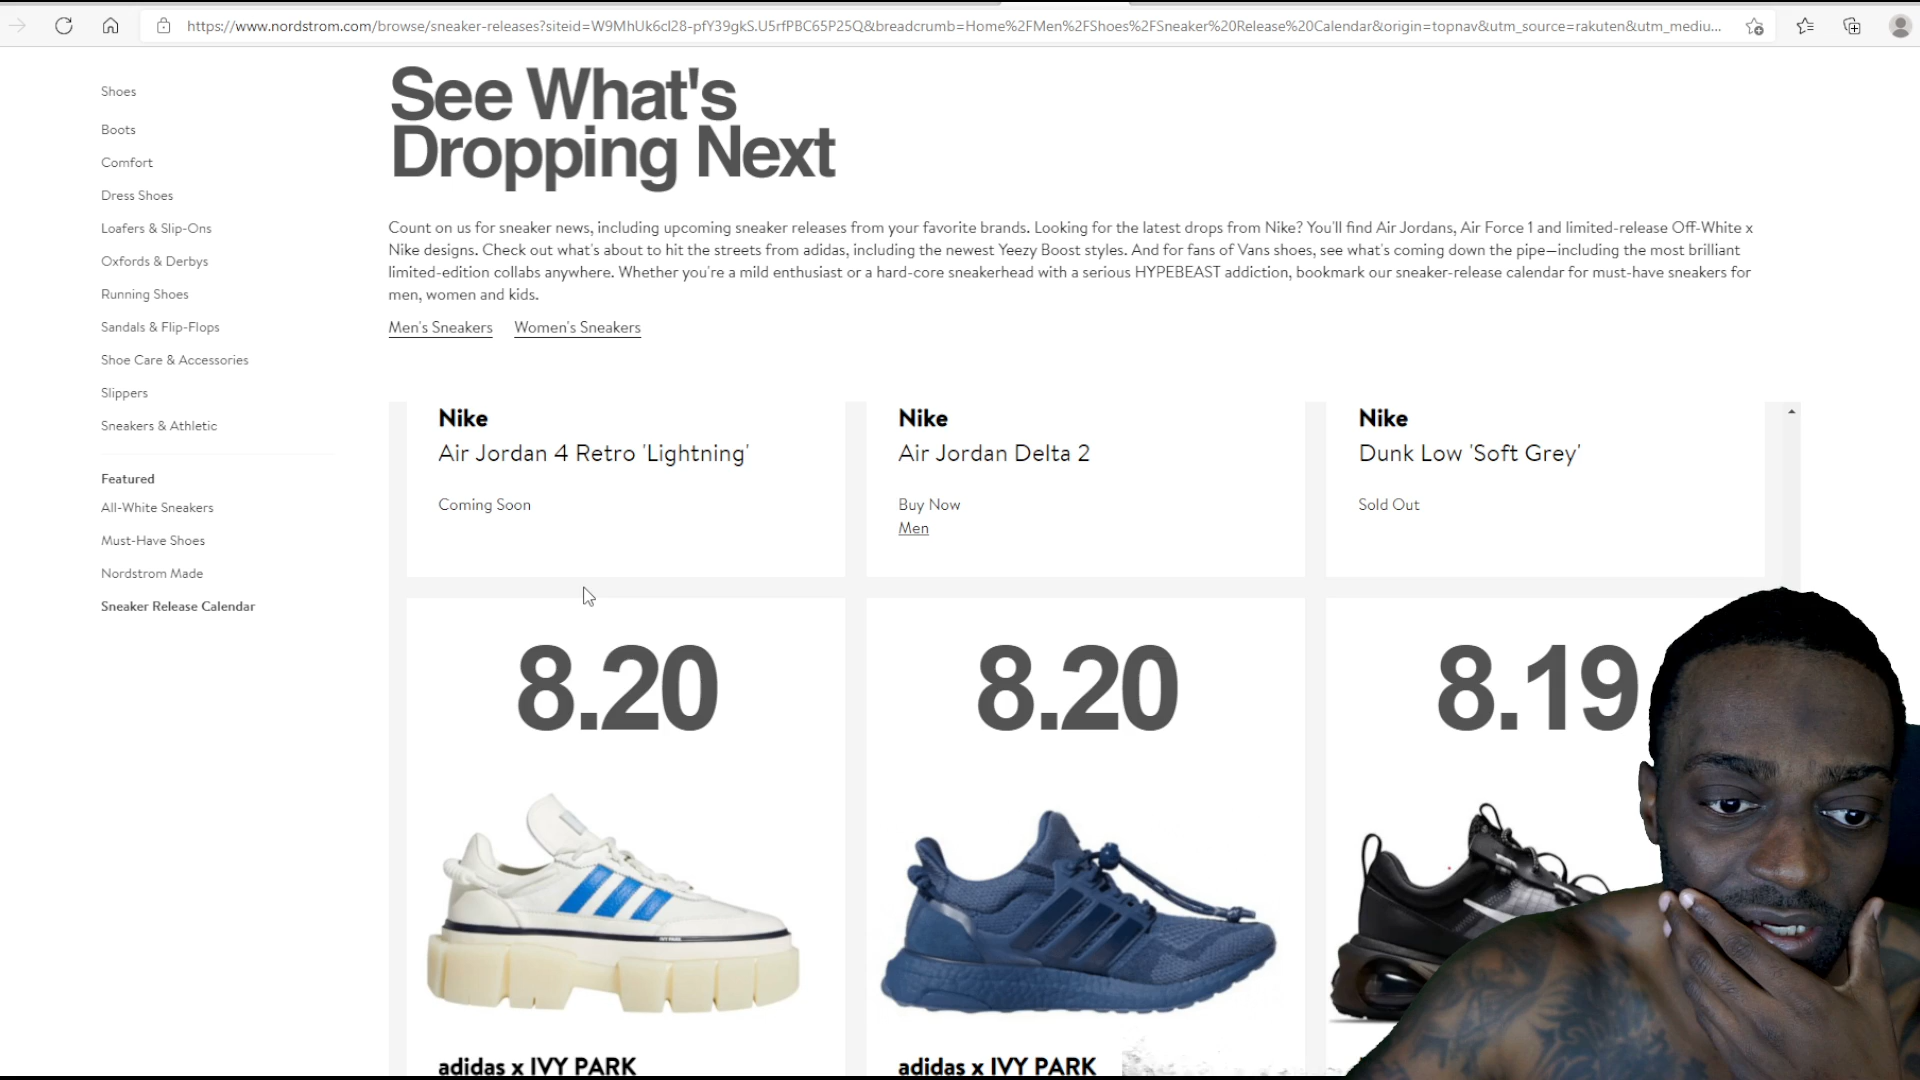 https://www.nordstrom.com/browse/sneaker-releases?siteid=W9MhUk6cI28-pfY39gkS.U5rfPBC65P25Q&breadcrumb=Home%2FMen%2FShoes%2FSneaker%20Release%20Calendar&origin=topnav&utm_source=rakuten&utm_mediu...
Shoes
Boots
Comfort
Dress Shoes
Loafers & Slip-Ons
Oxfords & Derbys
Running Shoes
Sandals & Flip-Flops
Shoe Care & Accessories
Slippers
Sneakers & Athletic
Featured
All-White Sneakers
Must-Have Shoes
Nordstrom Made
Sneaker Release Calendar
See What's
Dropping Next
Count on us for sneaker news, including upcoming sneaker releases from your favorite brands. Looking for the latest drops from Nike? You'll find Air Jordans, Air Force 1 and limited-release Off-White x
Nike designs. Check out what's about to hit the streets from adidas, including the newest Yeezy Boost styles. And for fans of Vans shoes, see what's coming down the pipe—including the most brilliant
limited-edition collabs anywhere. Whether you're a mild enthusiast or a hard-core sneakerhead with a serious HYPEBEAST addiction, bookmark our sneaker-release calendar for must-have sneakers for
men, women and kids.
Men's Sneakers Women's Sneakers
Nike
Air Jordan 4 Retro 'Lightning'
Coming Soon
Nike
Air Jordan Delta 2
Buy Now
Men
Nike
Dunk Low 'Soft Grey'
Sold Out
8.20
IVY PARK
adidas x IVY PARK
8.20
adidas x IVY PARK
8.19